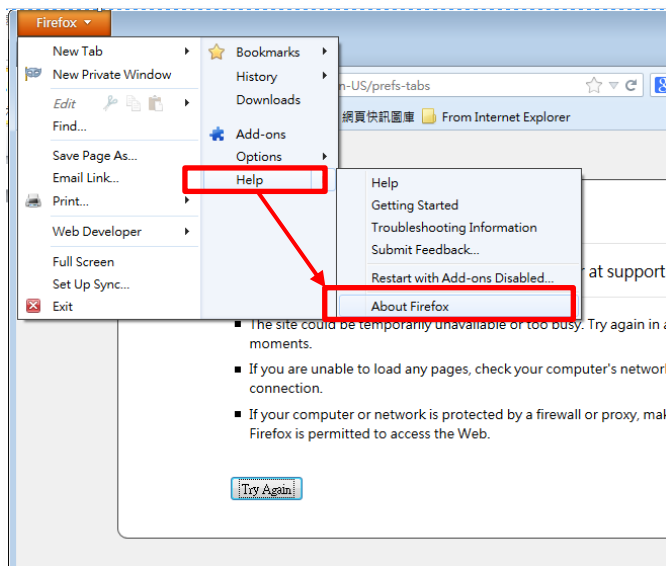 Firefox
New Tab
New Private Window
Edit
Find...
Save Page As...
Email Link...
Print...
Web Developer
Full Screen
Set Up Sync...
Exit
Bookmarks
History
Downloads
Add-ons
Options
Help
Help
Getting Started
Troubleshooting Information
Submit Feedback...
Restart with Add-ons Disabled...
About Firefox
n-US/prefs-tabs
網頁快訊圖庫 From Internet Explorer
at support
The site could be temporarily unavailable or too busy. Try again in a
moments.
If you are unable to load any pages, check your computer's network
connection.
If your computer or network is protected by a firewall or proxy, mak
Firefox is permitted to access the Web.
Try Again